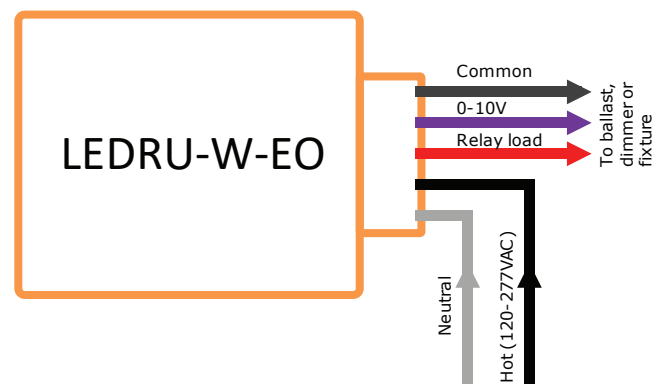 Common
0-10V
Relay load
LEDRU-W-EO
To ballast,
dimmer or
fixture
Neutral
Hot (120-277VAC)